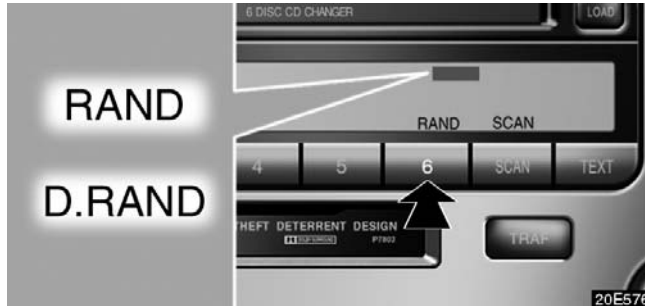 6 DISC CD CHANGER
LOAD
RAND
D.RAND
RAND SCAN
4 5 6 SCAN TEXT
THEFT DETERRENT DESIGN
P7802
TRAF
20E576